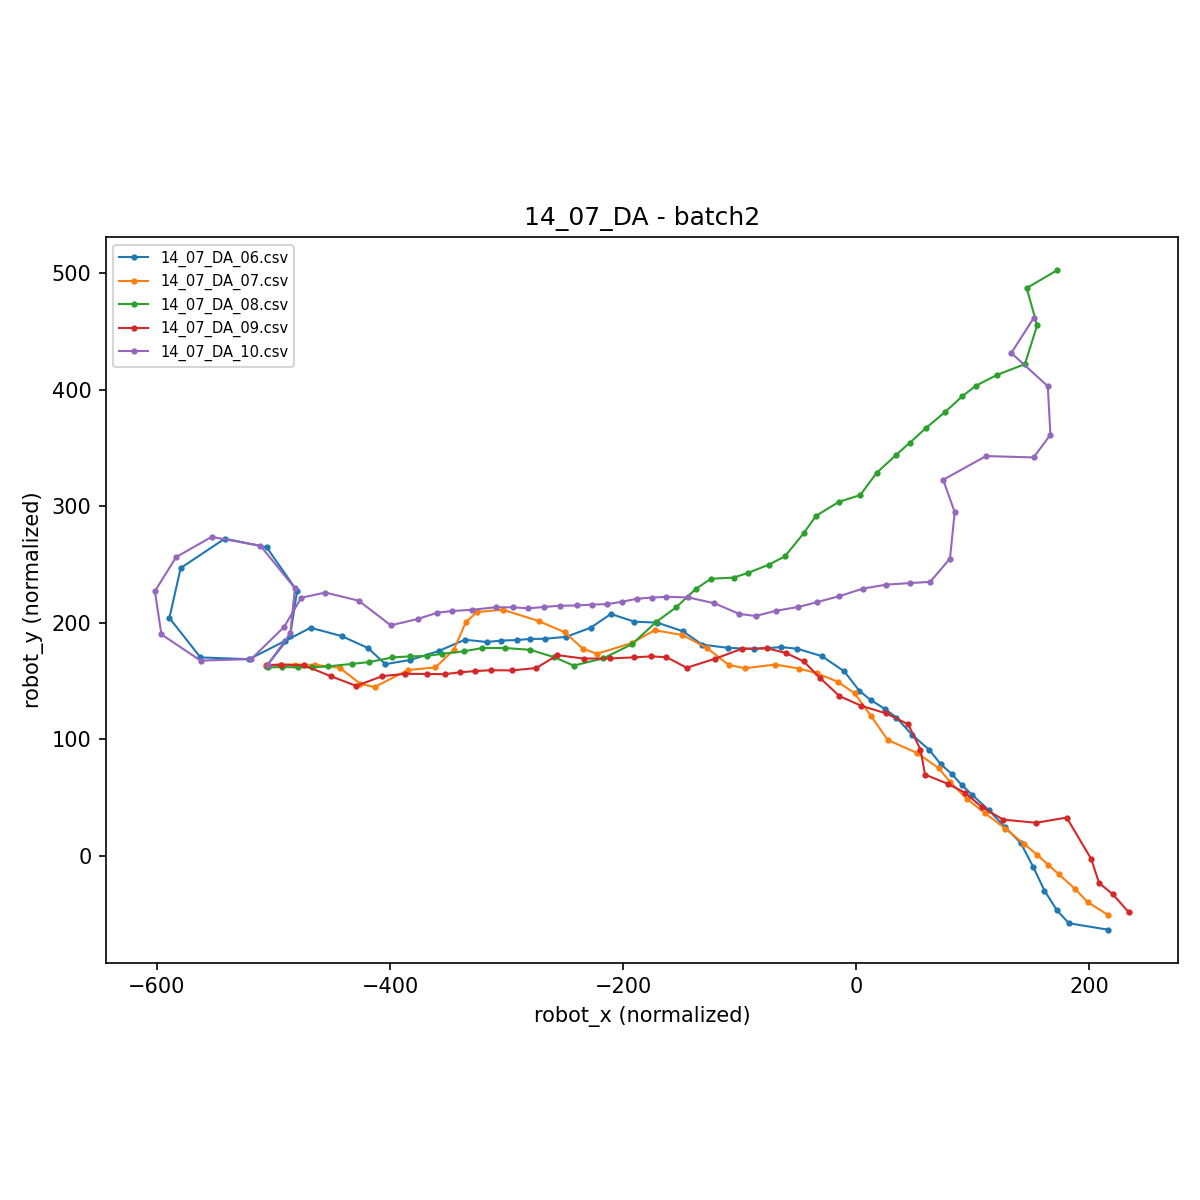 14_07_DA - batch2
14_07_DA_06.csv
14_07_DA_07.csv
14_07_DA_08.csv
14_07_DA_09.csv
14_07_DA_10.csv
500
400
300
200
100
0
robot_y (normalized)
−600
−400
−200
0
200
robot_x (normalized)